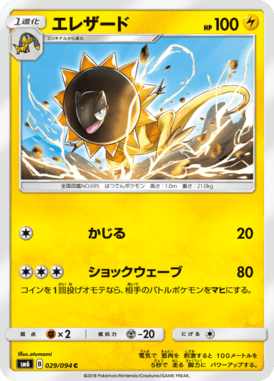 1進化
エレザード
HP 100
エリキテルから進化
全国図鑑NO.695 はつでんポケモン 高さ：1.0m 重さ：21.0kg
かじる 20
ショックウェーブ 80
コインを1回投げオモテなら、相手のバトルポケモンをマヒにする。
弱点 ×2 抵抗力 -20 にげる
Illus.otumami
sm6 B 029/094 C
電気で 筋肉を 刺激すると 100メートルを
5秒で 走る 脚力に パワーアップする。
©2018 Pokémon/Nintendo/Creatures/GAME FREAK.